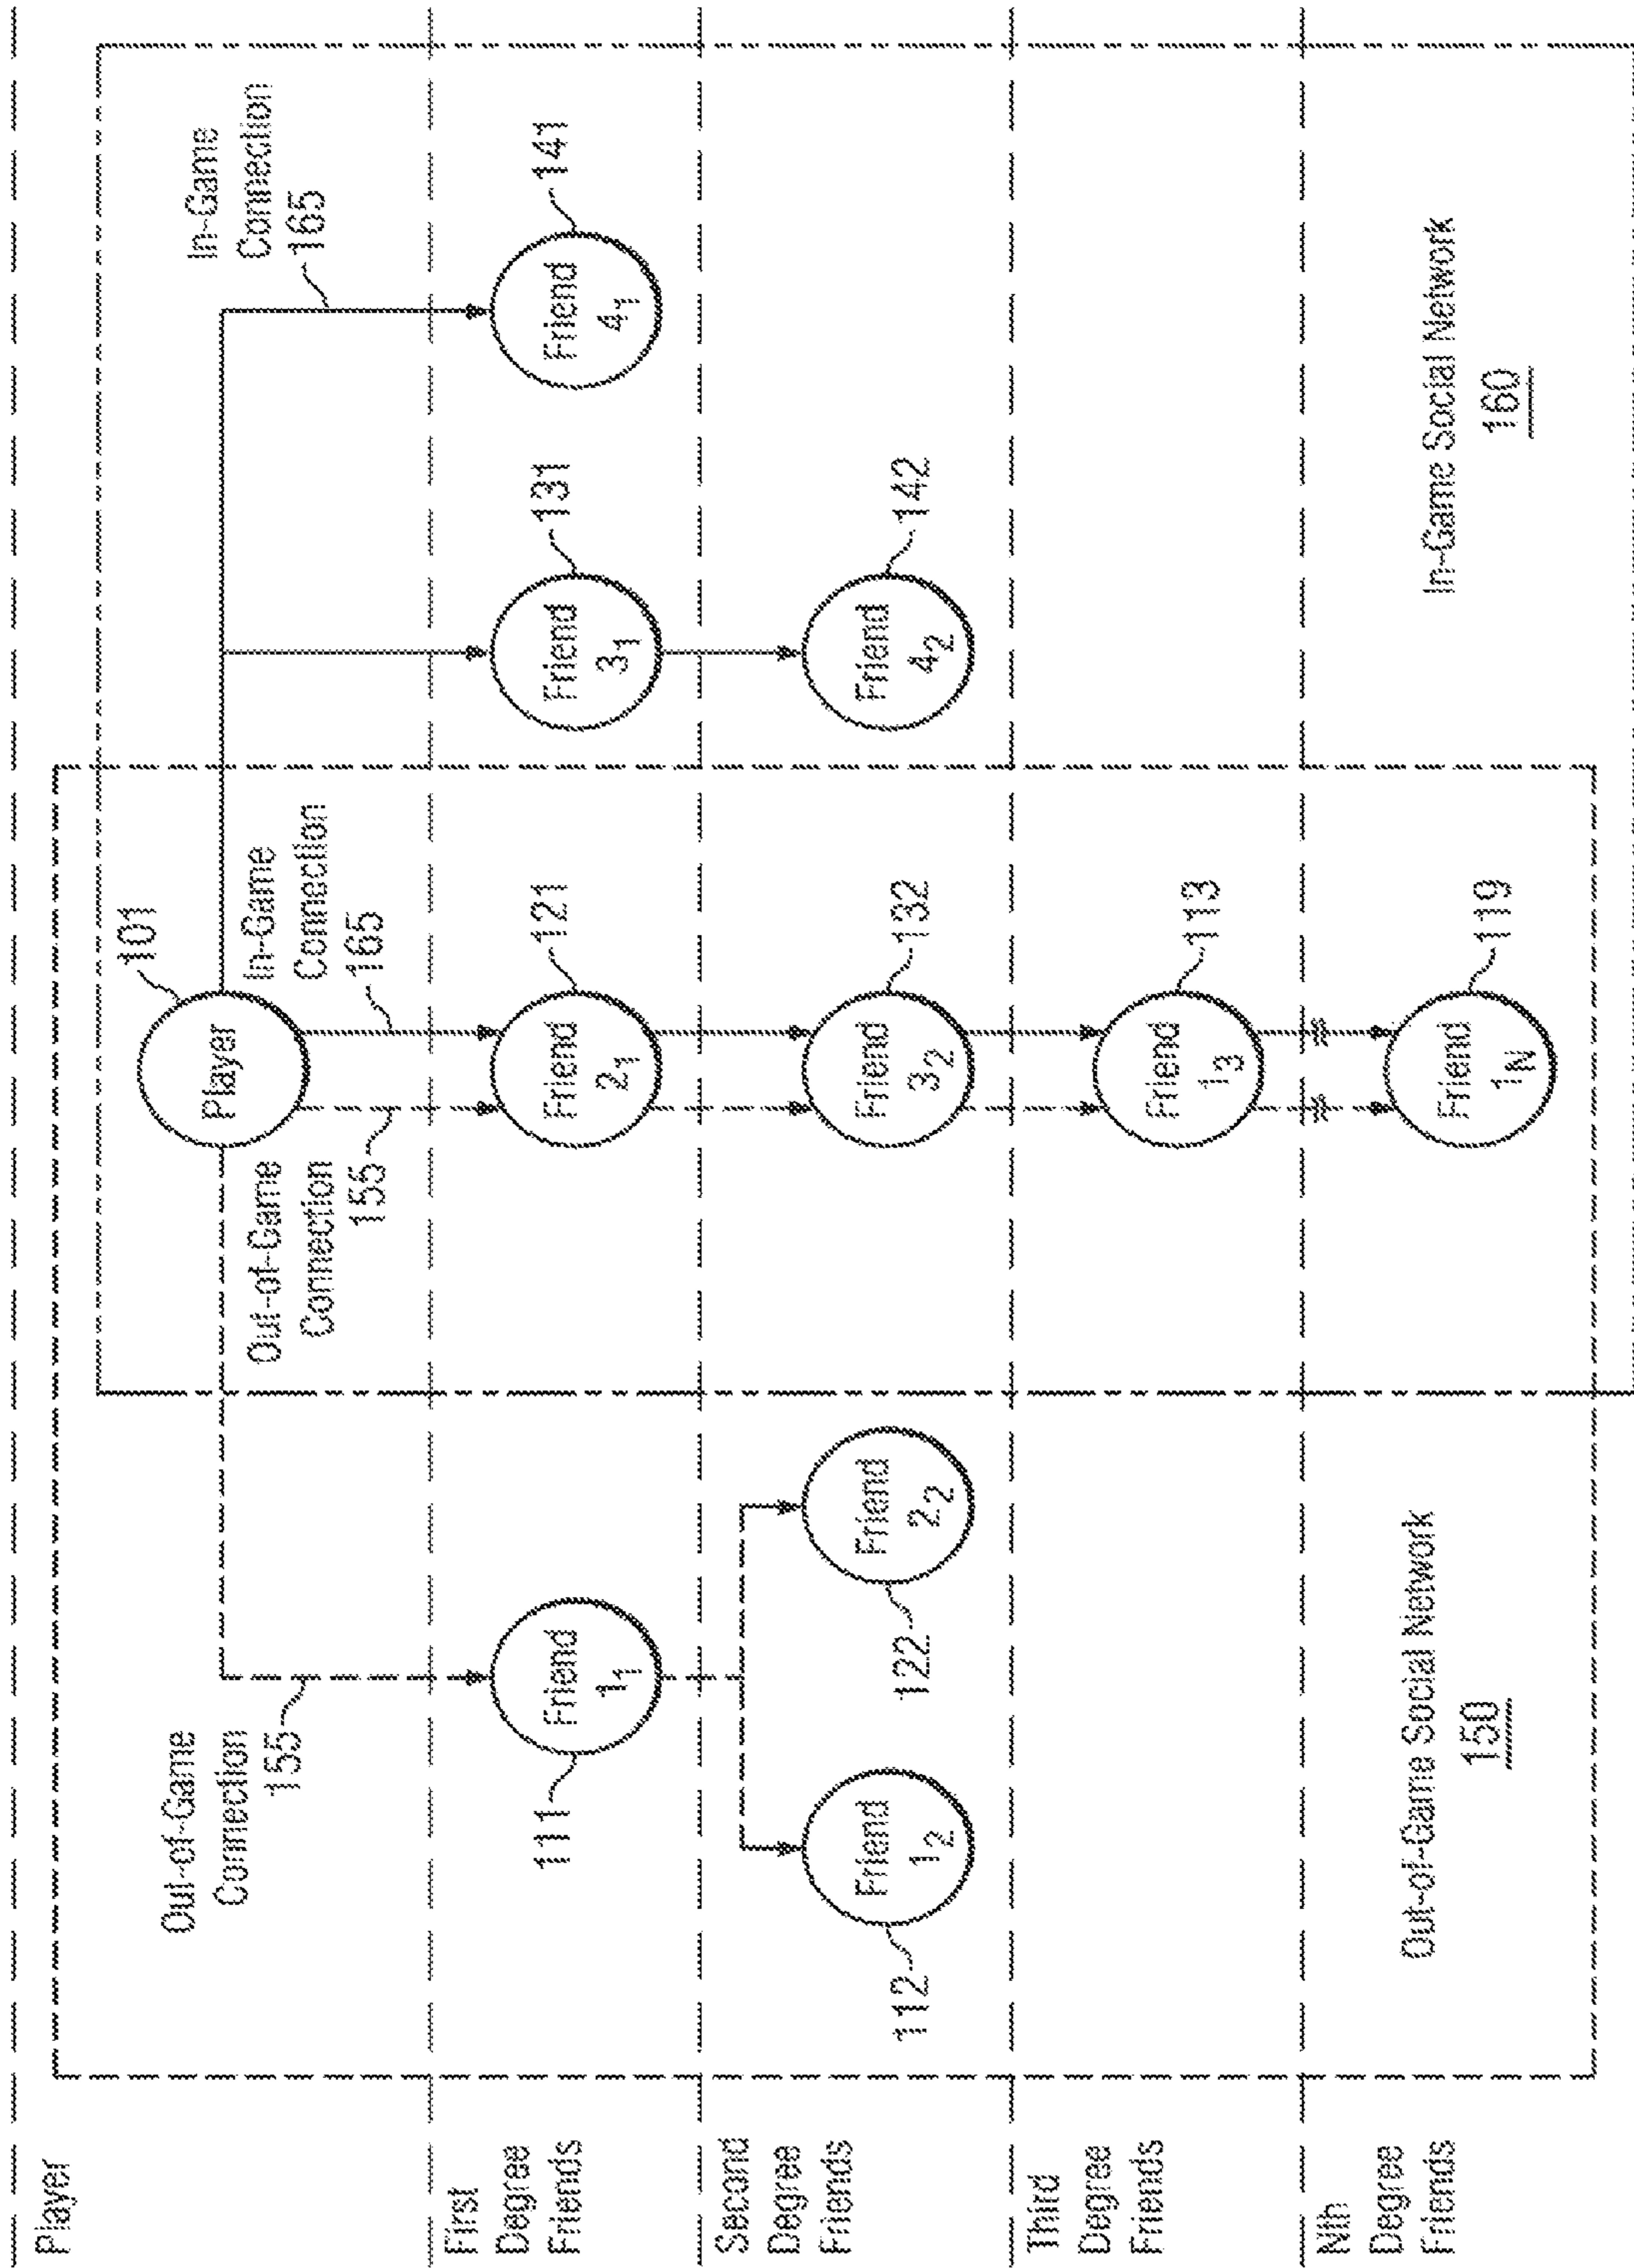 Player
First
Degree
Friends
Second
Degree
Friends
Third
Degree
Friends
Nth
Degree
Friends
Out-of-Game
Connection
155
Player
101
Out-of-Game
Connection
155
In-Game
Connection
165
In-Game
Connection
165
111
Friend
1₁
Friend
2₁
121
Friend
3₁
131
Friend
4₁
141
112
Friend
1₂
122
Friend
2₂
Friend
3₂
132
Friend
4₂
142
Friend
1₃
113
Friend
1N
119
Out-of-Game Social Network
150
In-Game Social Network
160